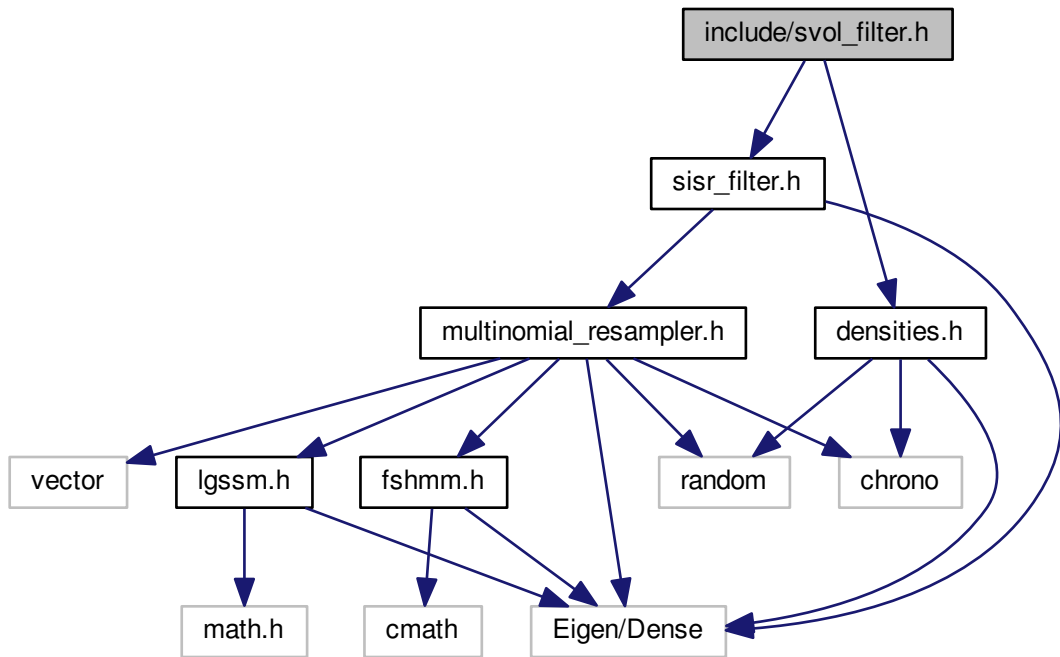 include/svol_filter.h
sisr_filter.h
multinomial_resampler.h
densities.h
vector
lgssm.h
fshmm.h
random
chrono
math.h
cmath
Eigen/Dense